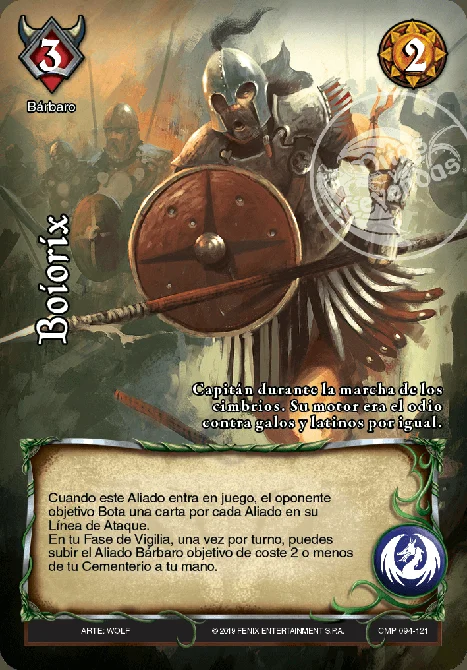 3
2
Bárbaro
Boiorix
Capitán durante la marcha de los
cimbrios. Su motor era el odio
contra galos y latinos por igual.
Cuando este Aliado entra en juego, el oponente
objetivo Bota una carta por cada Aliado en su
Línea de Ataque.
En tu Fase de Vigilia, una vez por turno, puedes
subir el Aliado Bárbaro objetivo de coste 2 o menos
de tu Cementerio a tu mano.
ARTE: WOLF
© 2019 FENIX ENTERTAINMENT S.P.A.
CMP 094-121